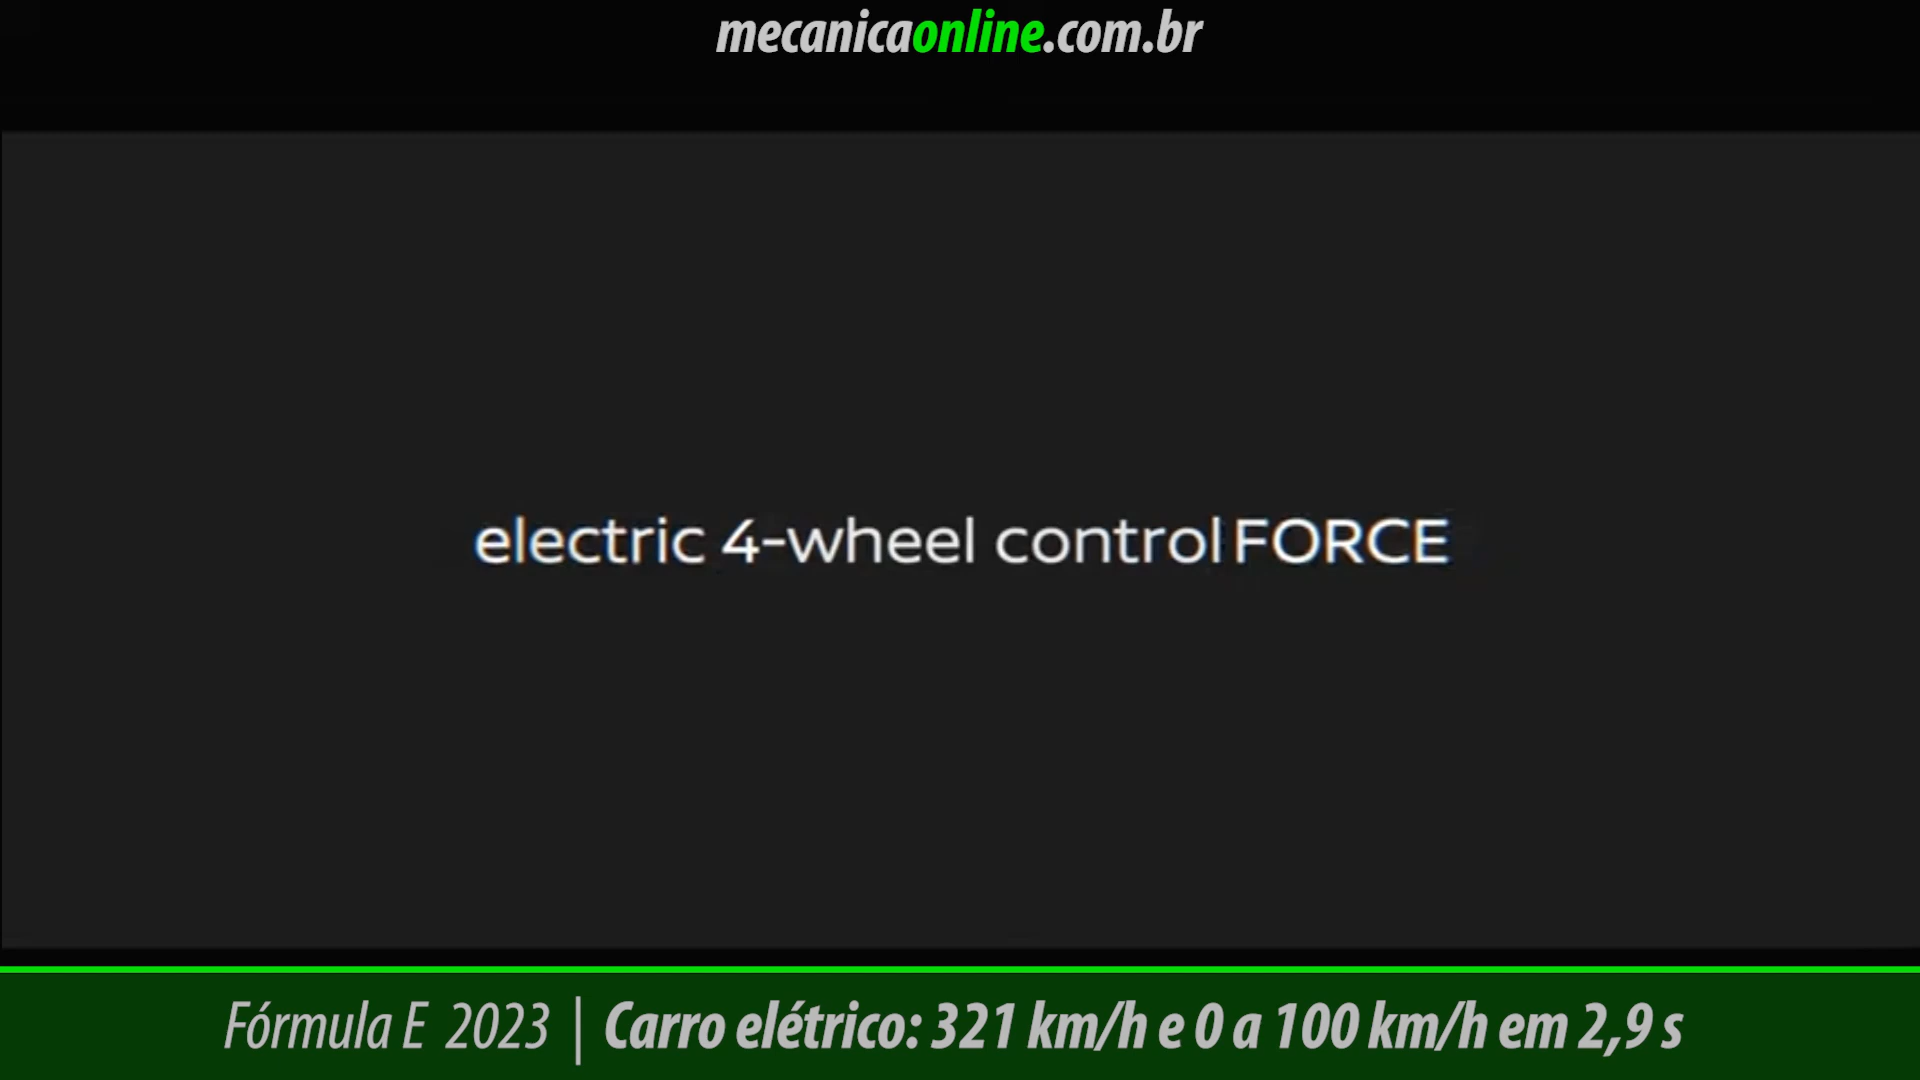 mecanicaonline.com.br
electric 4-wheel control FORCE
Fórmula E 2023 | Carro elétrico: 321 km/h e 0 a 100 km/h em 2,9 s